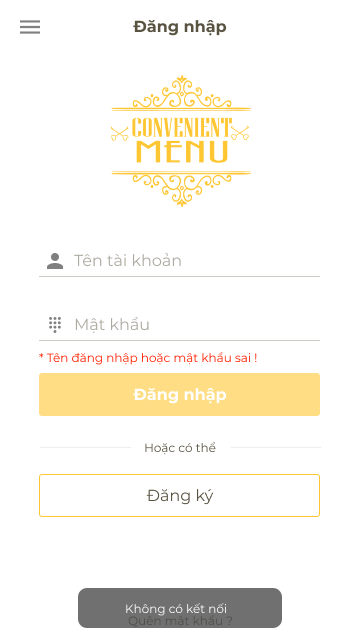 Đăng nhập
CONVENIENT
MENU
Tên tài khoản
Mật khẩu
* Tên đăng nhập hoặc mật khẩu sai !
Đăng nhập
Hoặc có thể
Đăng ký
Không có kết nối
Quên mật khẩu ?